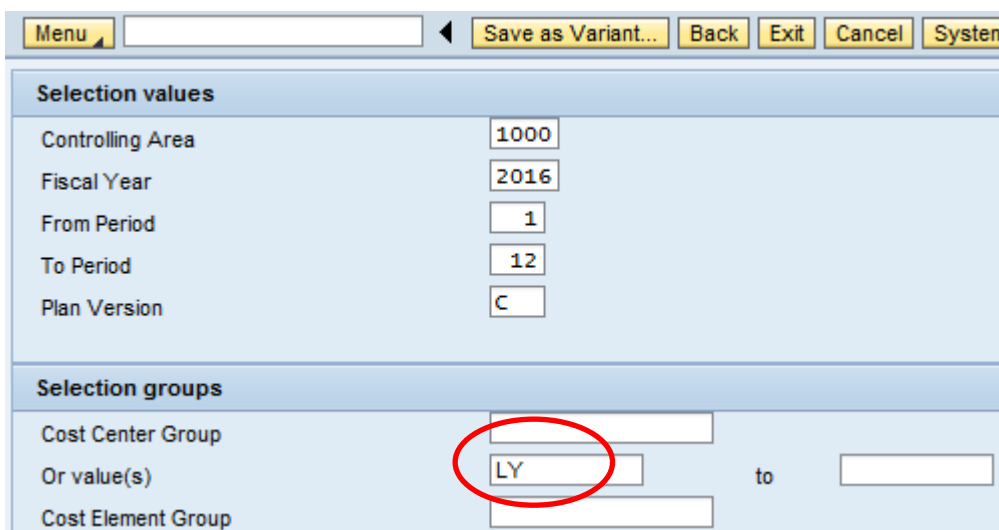 Menu Save as Variant... Back Exit Cancel System
Selection values
Controlling Area 1000
Fiscal Year 2016
From Period 1
To Period 12
Plan Version C
Selection groups
Cost Center Group
Or value(s) LY to
Cost Element Group